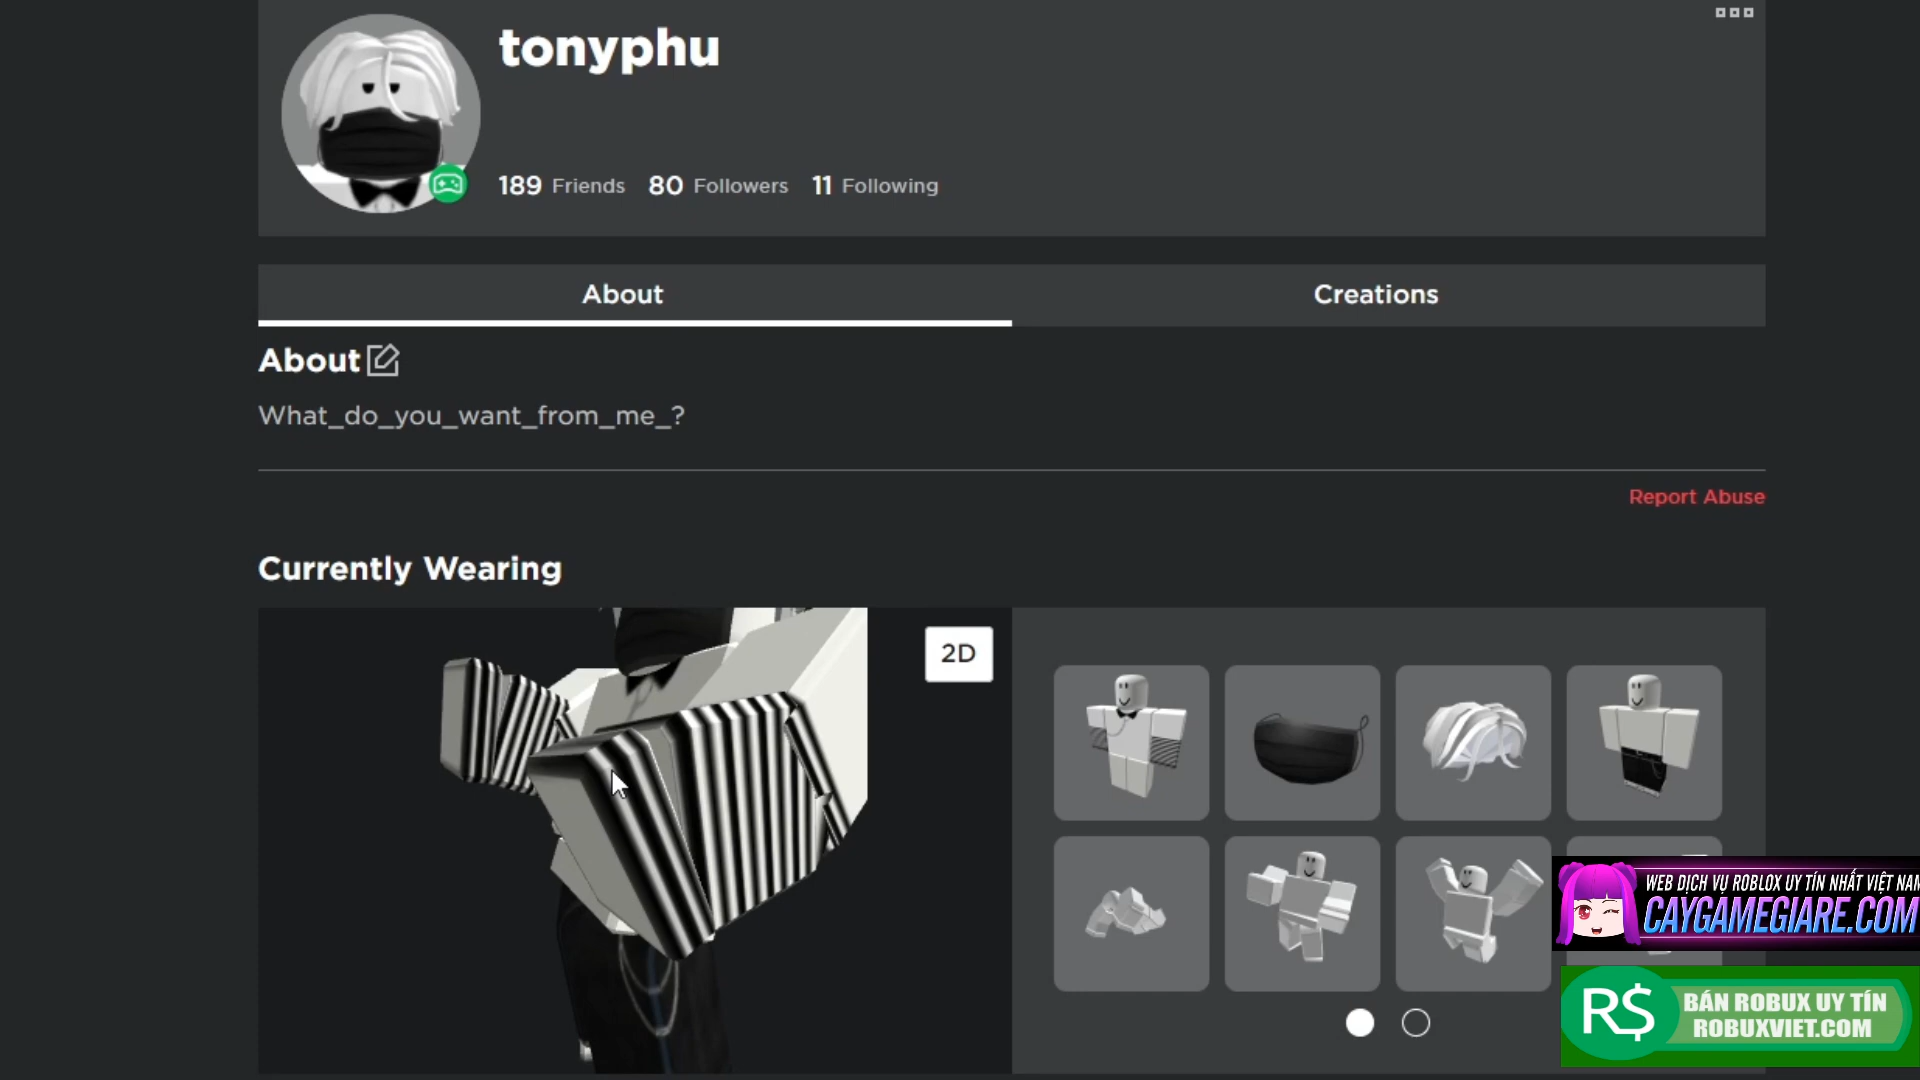 tonyphu
189 Friends 80 Followers 11 Following
About
Creations
About
What_do_you_want_from_me_?
Report Abuse
Currently Wearing
2D
WEB DỊCH VỤ ROBLOX UY TÍN NHẤT VIỆT NAM
CAYGAMEGIARE.COM
R$
BÁN ROBUX UY TÍN
ROBUXVIET.COM